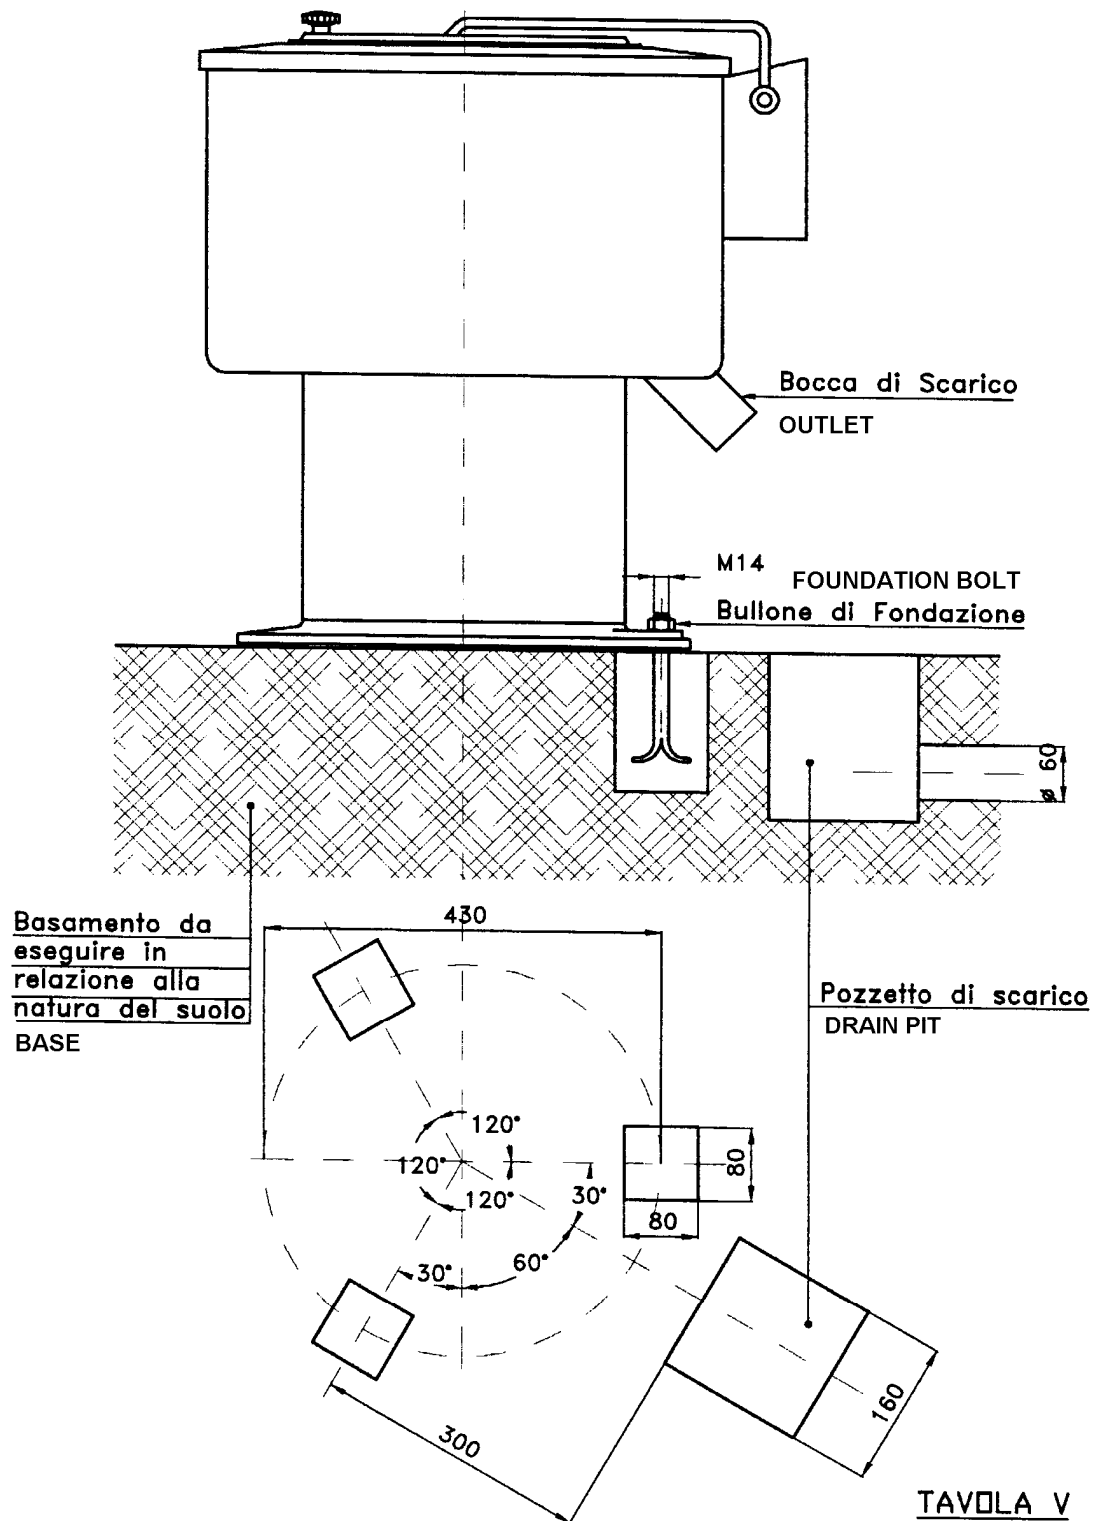 Bocca di Scarico
OUTLET
M14
FOUNDATION BOLT
Bullone di Fondazione
ø 60
430
Basamento da
eseguire in
relazione alla
natura del suolo
BASE
Pozzetto di scarico
DRAIN PIT
120°
120°
120°
30°
80
80
60°
30°
300
160
TAVOLA V